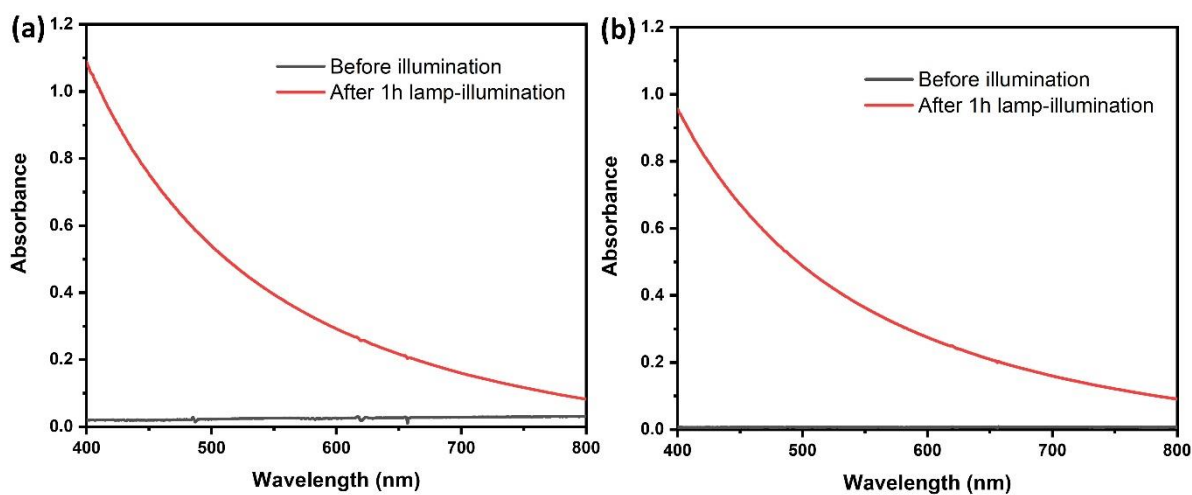 (a)
1.2
1.0
0.8
0.6
0.4
0.2
0.0
Absorbance
Before illumination
After 1h lamp-illumination
400 500 600 700 800
Wavelength (nm)
(b)
1.2
1.0
0.8
0.6
0.4
0.2
0.0
Absorbance
Before illumination
After 1h lamp-illumination
400 500 600 700 800
Wavelength (nm)